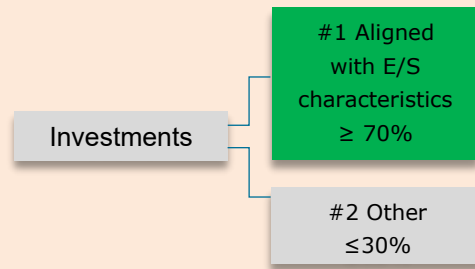 #1 Aligned
with E/S
characteristics
≥ 70%
Investments
#2 Other
≤30%